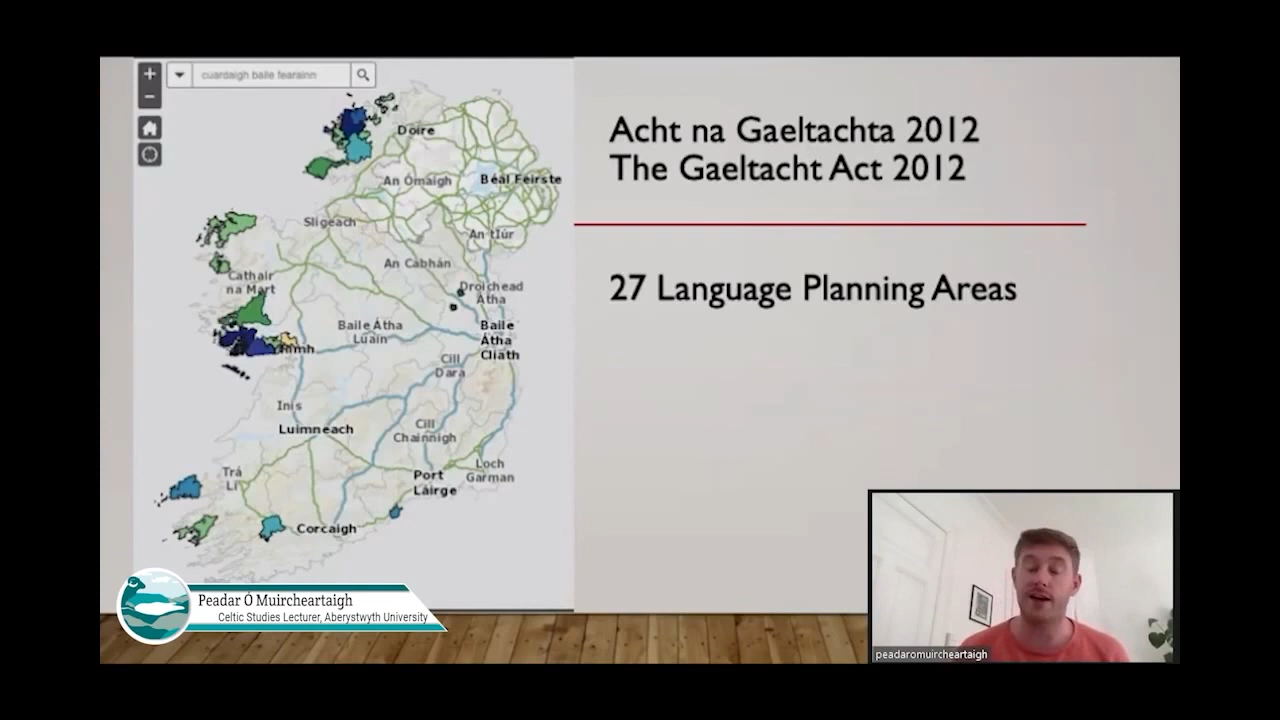 cuardaigh baile fearainn
Acht na Gaeltachta 2012
The Gaeltacht Act 2012
27 Language Planning Areas
Doire
An Ómaigh
Béal Feirste
Sligeach
An tIúr
An Cabhán
Cathair
na Mart
Droichead
Átha
Baile Átha
Luain
Baile
Átha
Cliath
Cill
Dara
Inis
Luimneach
Cill
Chainnigh
Trá
Lí
Port
Láirge
Loch
Garman
Corcaigh
Peadar Ó Muircheartaigh
Celtic Studies Lecturer, Aberystwyth University
peadaromuircheartaigh